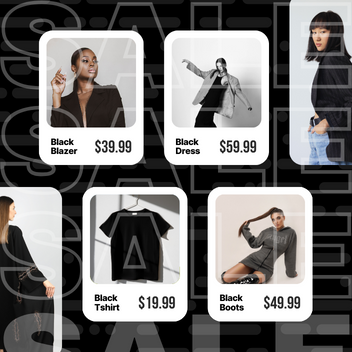 SALE
Black
Blazer
$39.99
Black
Dress
$59.99
SALE
Black
Tshirt
$19.99
Black
Boots
$49.99
SALE
SALE